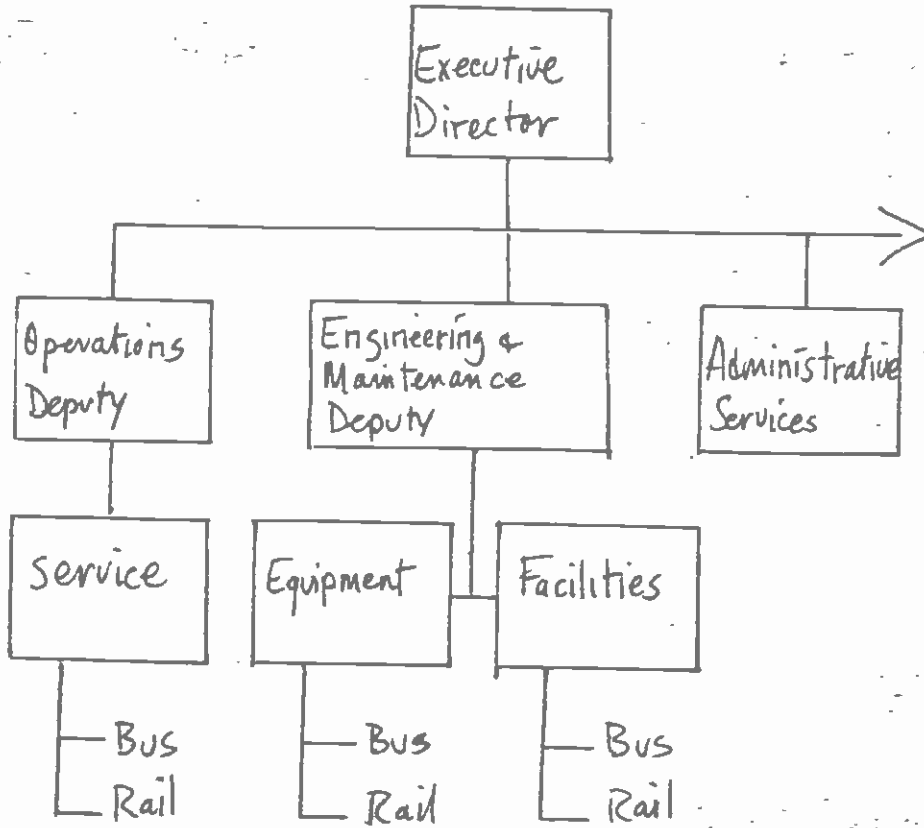 Executive
Director
Operations
Deputy
Engineering &
Maintenance
Deputy
Administrative
Services
Service
Equipment
Facilities
Bus
Rail
Bus
Rail
Bus
Rail